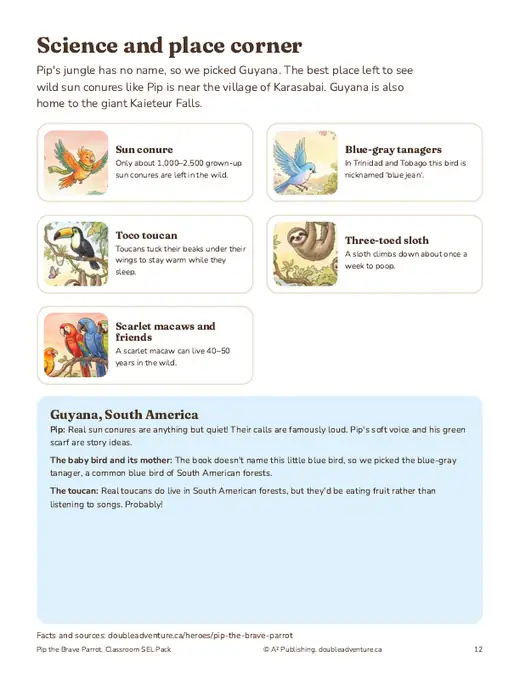 Science and place corner
Pip's jungle has no name, so we picked Guyana. The best place left to see
wild sun conures like Pip is near the village of Karasabai. Guyana is also
home to the giant Kaieteur Falls.
Sun conure
Only about 1,000–2,500 grown-up
sun conures are left in the wild.
Blue-gray tanagers
In Trinidad and Tobago this bird is
nicknamed 'blue jean'.
Toco toucan
Toucans tuck their beaks under their
wings to stay warm while they
sleep.
Three-toed sloth
A sloth climbs down about once a
week to poop.
Scarlet macaws and
friends
A scarlet macaw can live 40–50
years in the wild.
Guyana, South America
Pip: Real sun conures are anything but quiet! Their calls are famously loud. Pip's soft voice and his green
scarf are story ideas.
The baby bird and its mother: The book doesn't name this little blue bird, so we picked the blue-gray
tanager, a common blue bird of South American forests.
The toucan: Real toucans do live in South American forests, but they'd be eating fruit rather than
listening to songs. Probably!
Facts and sources: doubleadventure.ca/heroes/pip-the-brave-parrot
Pip the Brave Parrot, Classroom SEL Pack
© A² Publishing, doubleadventure.ca
12